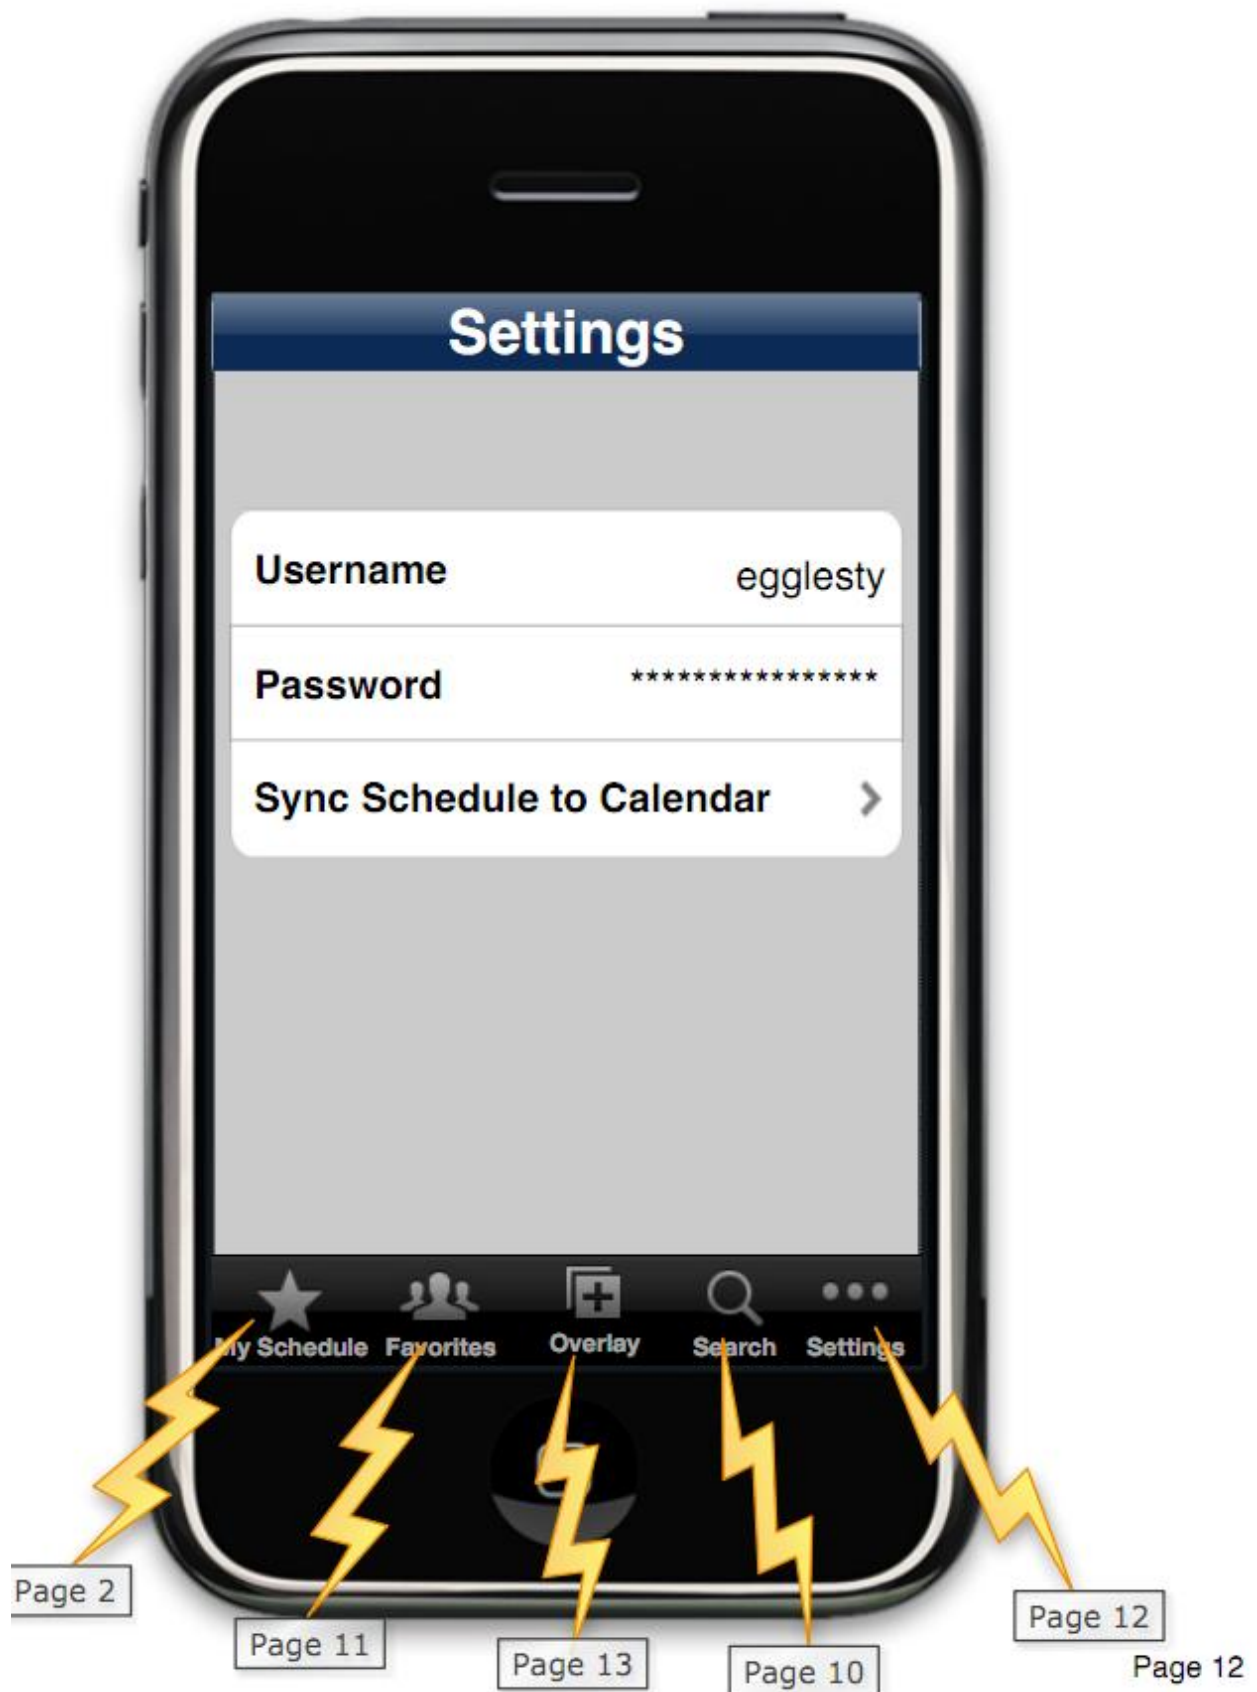 Settings
Username egglesty
Password ****************
Sync Schedule to Calendar
My Schedule Favorites Overlay Search Settings
Page 2
Page 11
Page 13
Page 10
Page 12
Page 12